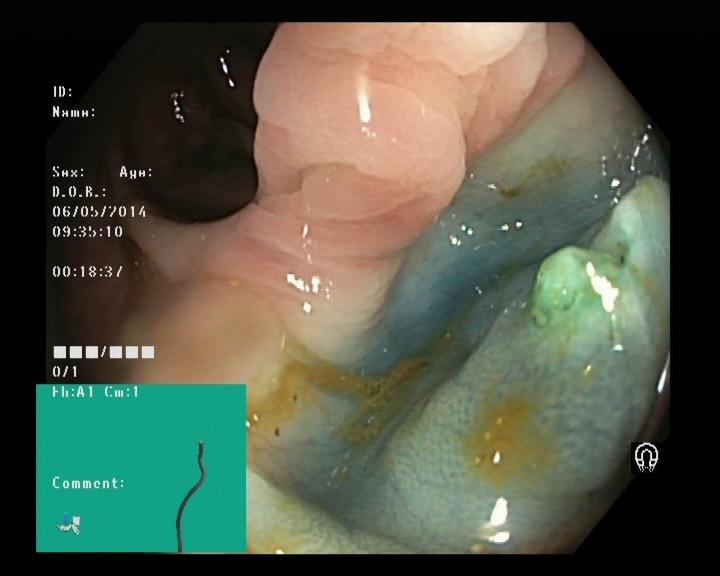 ID:
Name:
Sex: Age:
D.O.B.:
06/05/2014
09:35:10
00:18:37
■■■/■■■
0/1
Eh:A1 Cm:1
Comment: